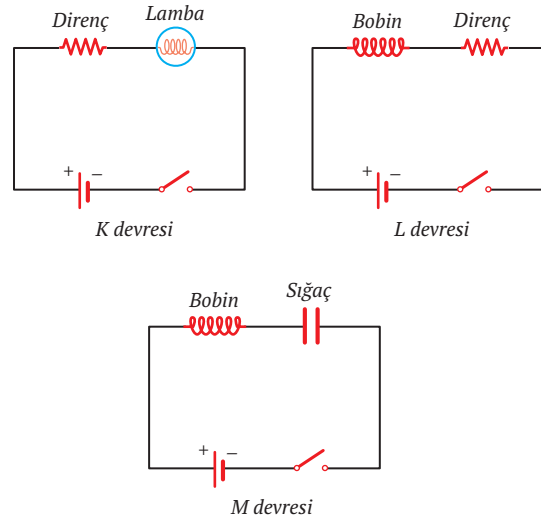 Direnç
Lamba
+ −
K devresi
Bobin
Direnç
+ −
L devresi
Bobin
Sığaç
+ −
M devresi